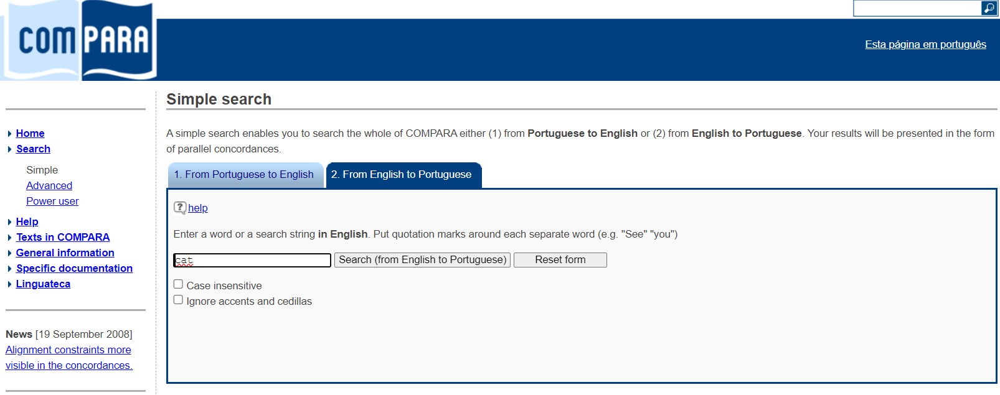 COMPARA
Esta página em português
Simple search
Home
Search
Simple
Advanced
Power user
Help
Texts in COMPARA
General information
Specific documentation
Linguateca
News [19 September 2008]
Alignment constraints more
visible in the concordances.
A simple search enables you to search the whole of COMPARA either (1) from Portuguese to English or (2) from English to Portuguese. Your results will be presented in the form
of parallel concordances.
1. From Portuguese to English
2. From English to Portuguese
? help
Enter a word or a search string in English. Put quotation marks around each separate word (e.g. "See" "you")
cat Search (from English to Portuguese) Reset form
Case insensitive
Ignore accents and cedillas